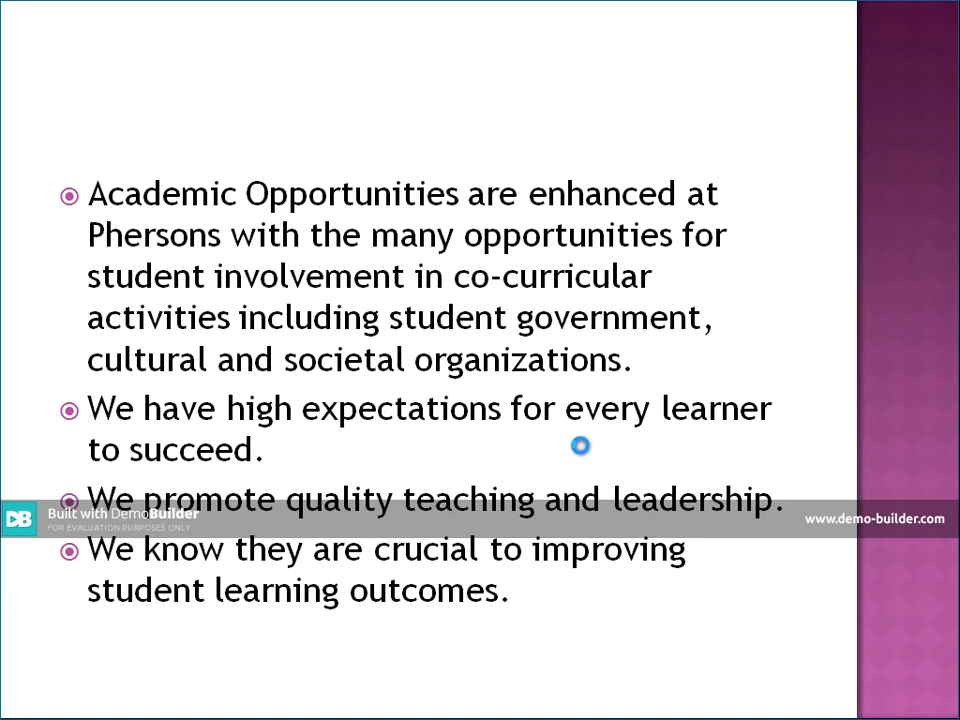 Academic Opportunities are enhanced at
Phersons with the many opportunities for
student involvement in co-curricular
activities including student government,
cultural and societal organizations.
We have high expectations for every learner
to succeed.
We promote quality teaching and leadership.
DB Built with DemoBuilder
FOR EVALUATION PURPOSES ONLY
www.demo-builder.com
We know they are crucial to improving
student learning outcomes.